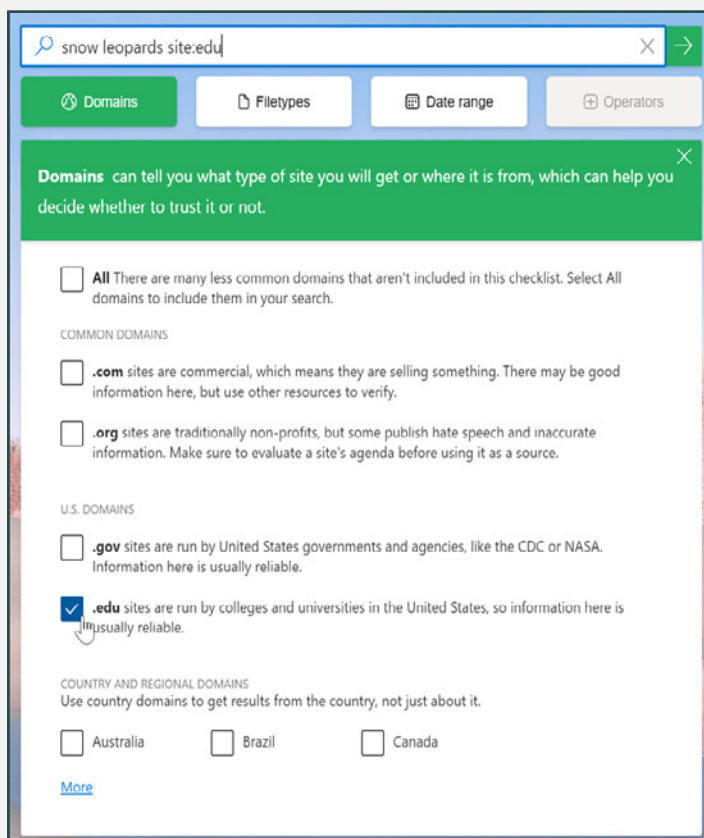 snow leopards site:edu
Domains
Filetypes
Date range
Operators
Domains can tell you what type of site you will get or where it is from, which can help you
decide whether to trust it or not.
All There are many less common domains that aren't included in this checklist. Select All
domains to include them in your search.
COMMON DOMAINS
.com sites are commercial, which means they are selling something. There may be good
information here, but use other resources to verify.
.org sites are traditionally non-profits, but some publish hate speech and inaccurate
information. Make sure to evaluate a site's agenda before using it as a source.
U.S. DOMAINS
.gov sites are run by United States governments and agencies, like the CDC or NASA.
Information here is usually reliable.
.edu sites are run by colleges and universities in the United States, so information here is
usually reliable.
COUNTRY AND REGIONAL DOMAINS
Use country domains to get results from the country, not just about it.
Australia
Brazil
Canada
More